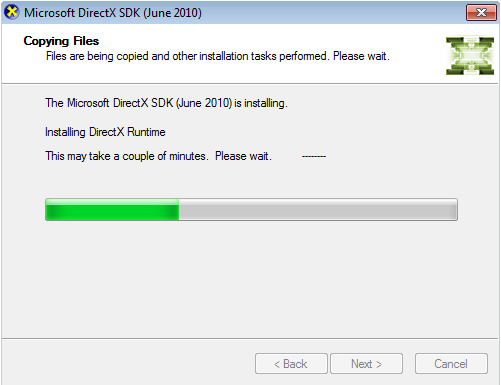 Microsoft DirectX SDK (June 2010)
Copying Files
Files are being copied and other installation tasks performed. Please wait.
The Microsoft DirectX SDK (June 2010) is installing.
Installing DirectX Runtime
This may take a couple of minutes.  Please wait. --------
< Back Next > Cancel